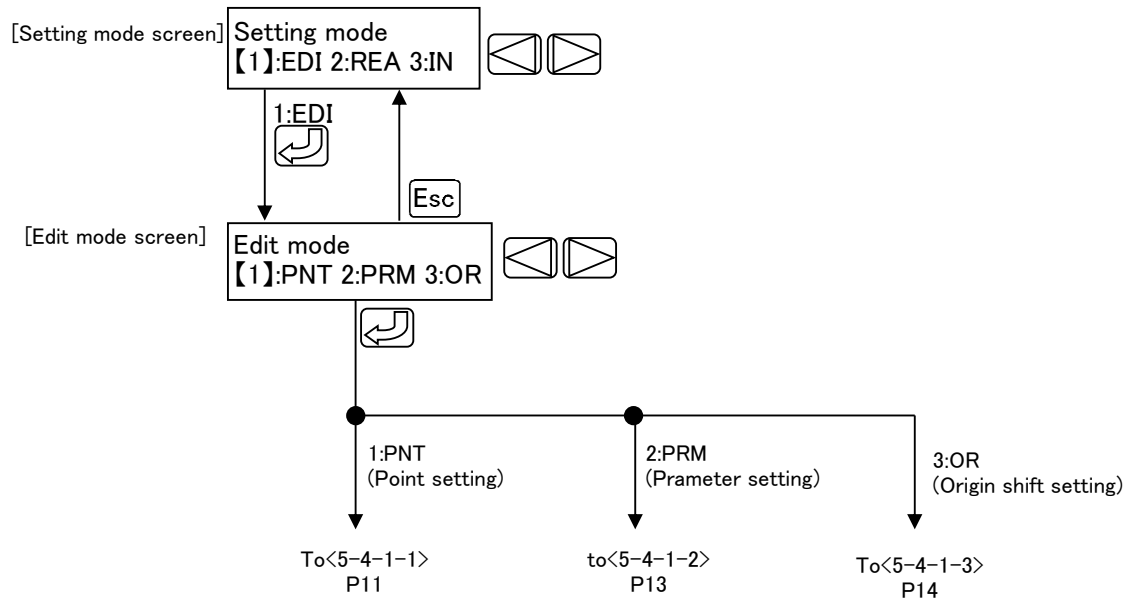 [Setting mode screen]
Setting mode
【1】:EDI 2:REA 3:IN
1:EDI
Esc
[Edit mode screen]
Edit mode
【1】:PNT 2:PRM 3:OR
1:PNT
(Point setting)
2:PRM
(Prameter setting)
3:OR
(Origin shift setting)
To<5-4-1-1>
P11
to<5-4-1-2>
P13
To<5-4-1-3>
P14